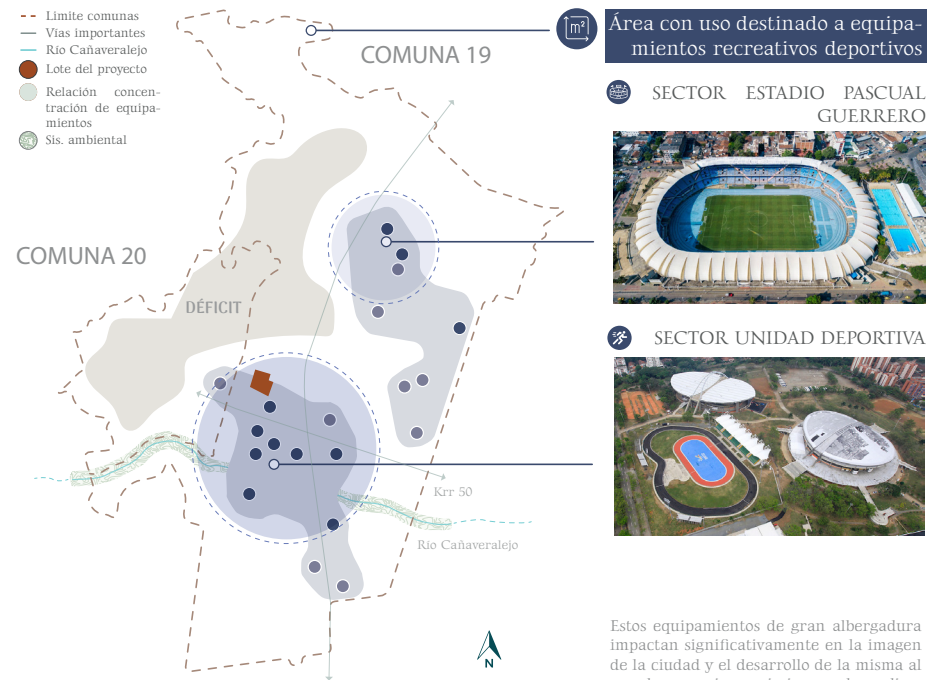 Limite comunas
Vías importantes
Río Cañaveralejo
Lote del proyecto
Relación concen-
tración de equipa-
mientos
Sis. ambiental
COMUNA 19
COMUNA 20
DÉFICIT
Krr 50
Río Cañaveralejo
N
m²
Área con uso destinado a equipa-
mientos recreativos deportivos
SECTOR ESTADIO PASCUAL
GUERRERO
SECTOR UNIDAD DEPORTIVA
Estos equipamientos de gran albergadura
impactan significativamente en la imagen
de la ciudad y el desarrollo de la misma al